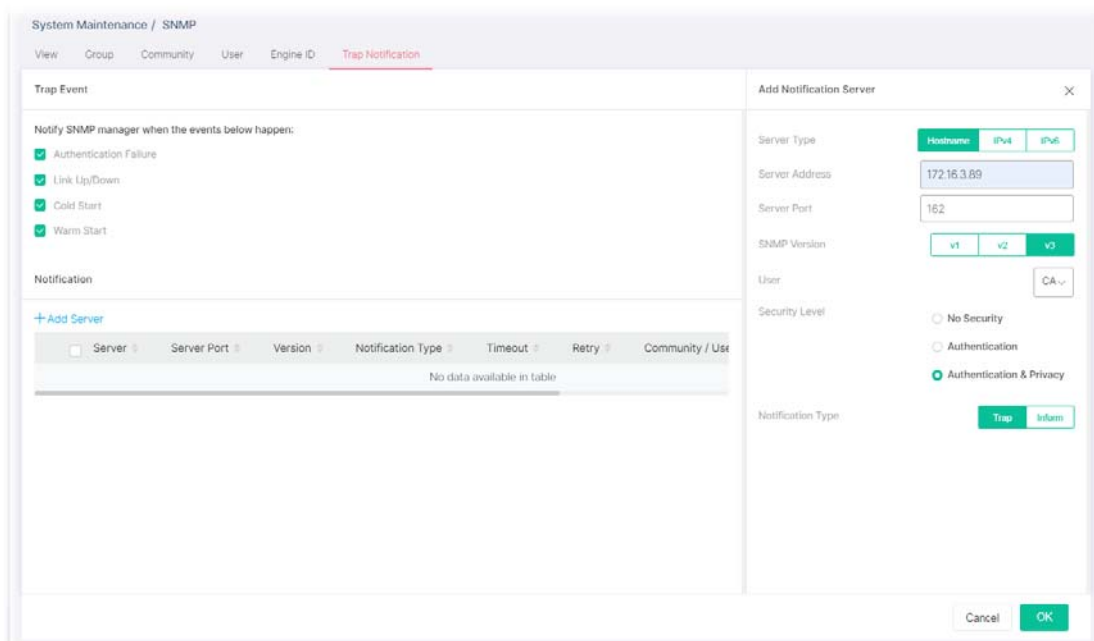 System Maintenance / SNMP
View Group Community User Engine ID Trap Notification
Trap Event
Notify SNMP manager when the events below happen:
Authentication Failure
Link Up/Down
Cold Start
Warm Start
Notification
+Add Server
Server Server Port Version Notification Type Timeout Retry Community / Use
No data available in table
Add Notification Server
Server Type Hostname IPv4 IPv6
Server Address 172.16.3.89
Server Port 162
SNMP Version v1 v2 v3
User CA
Security Level
No Security
Authentication
Authentication & Privacy
Notification Type Trap Inform
Cancel OK